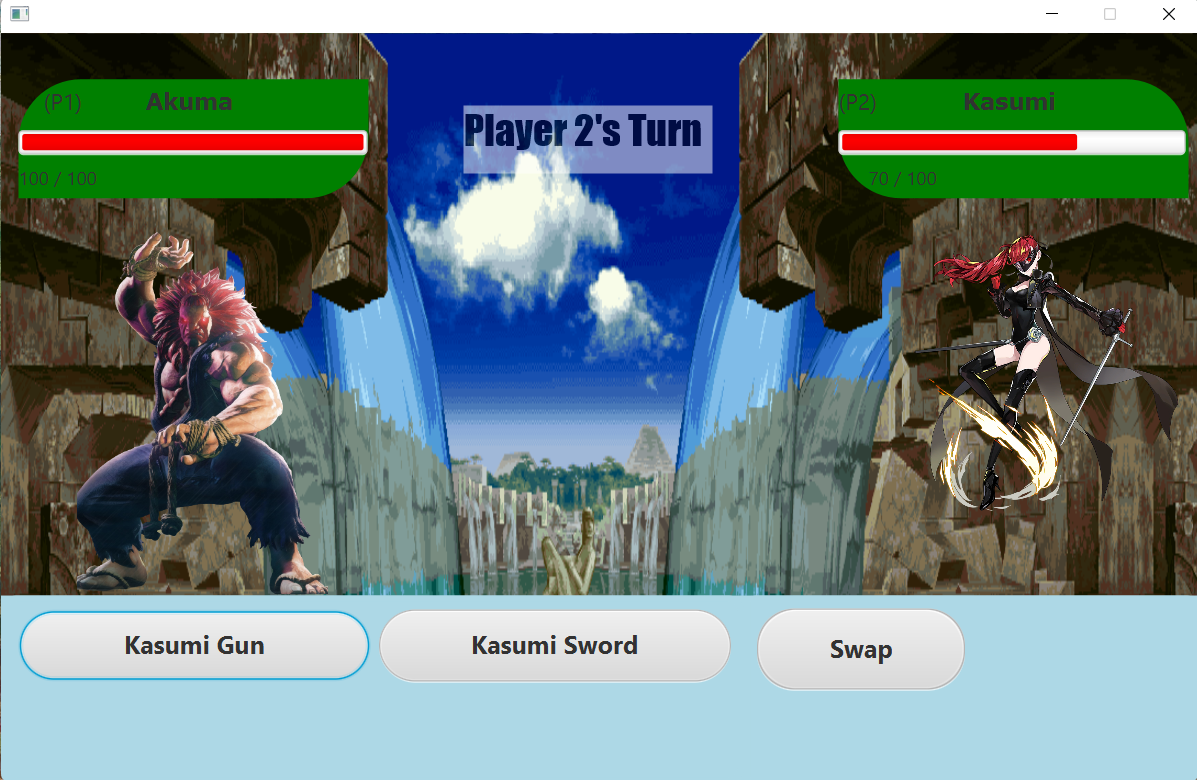 (P1) Akuma
100 / 100
Player 2's Turn
(P2) Kasumi
70 / 100
Kasumi Gun
Kasumi Sword
Swap